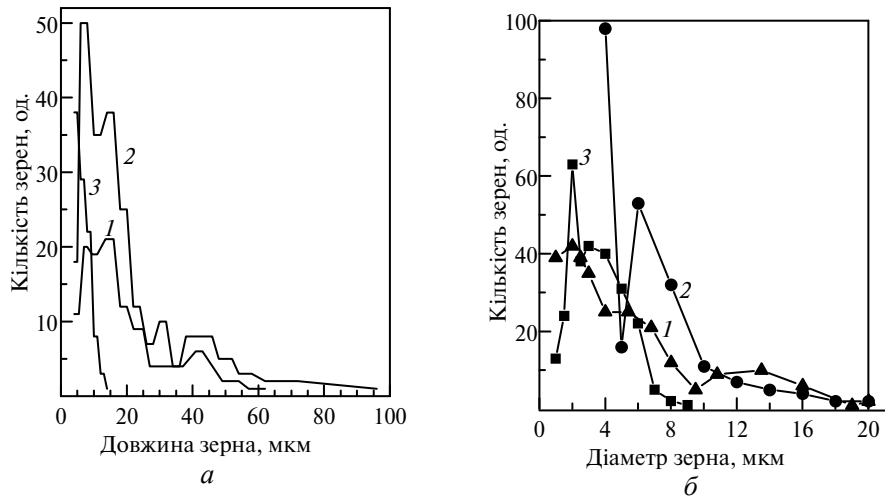 50
40
30
20
10
Кількість зерен, од.
1
2
3
0 20 40 60 80 100
Довжина зерна, мкм
а
100
80
60
40
20
Кількість зерен, од.
3
2
1
0 4 8 12 16 20
Діаметр зерна, мкм
б